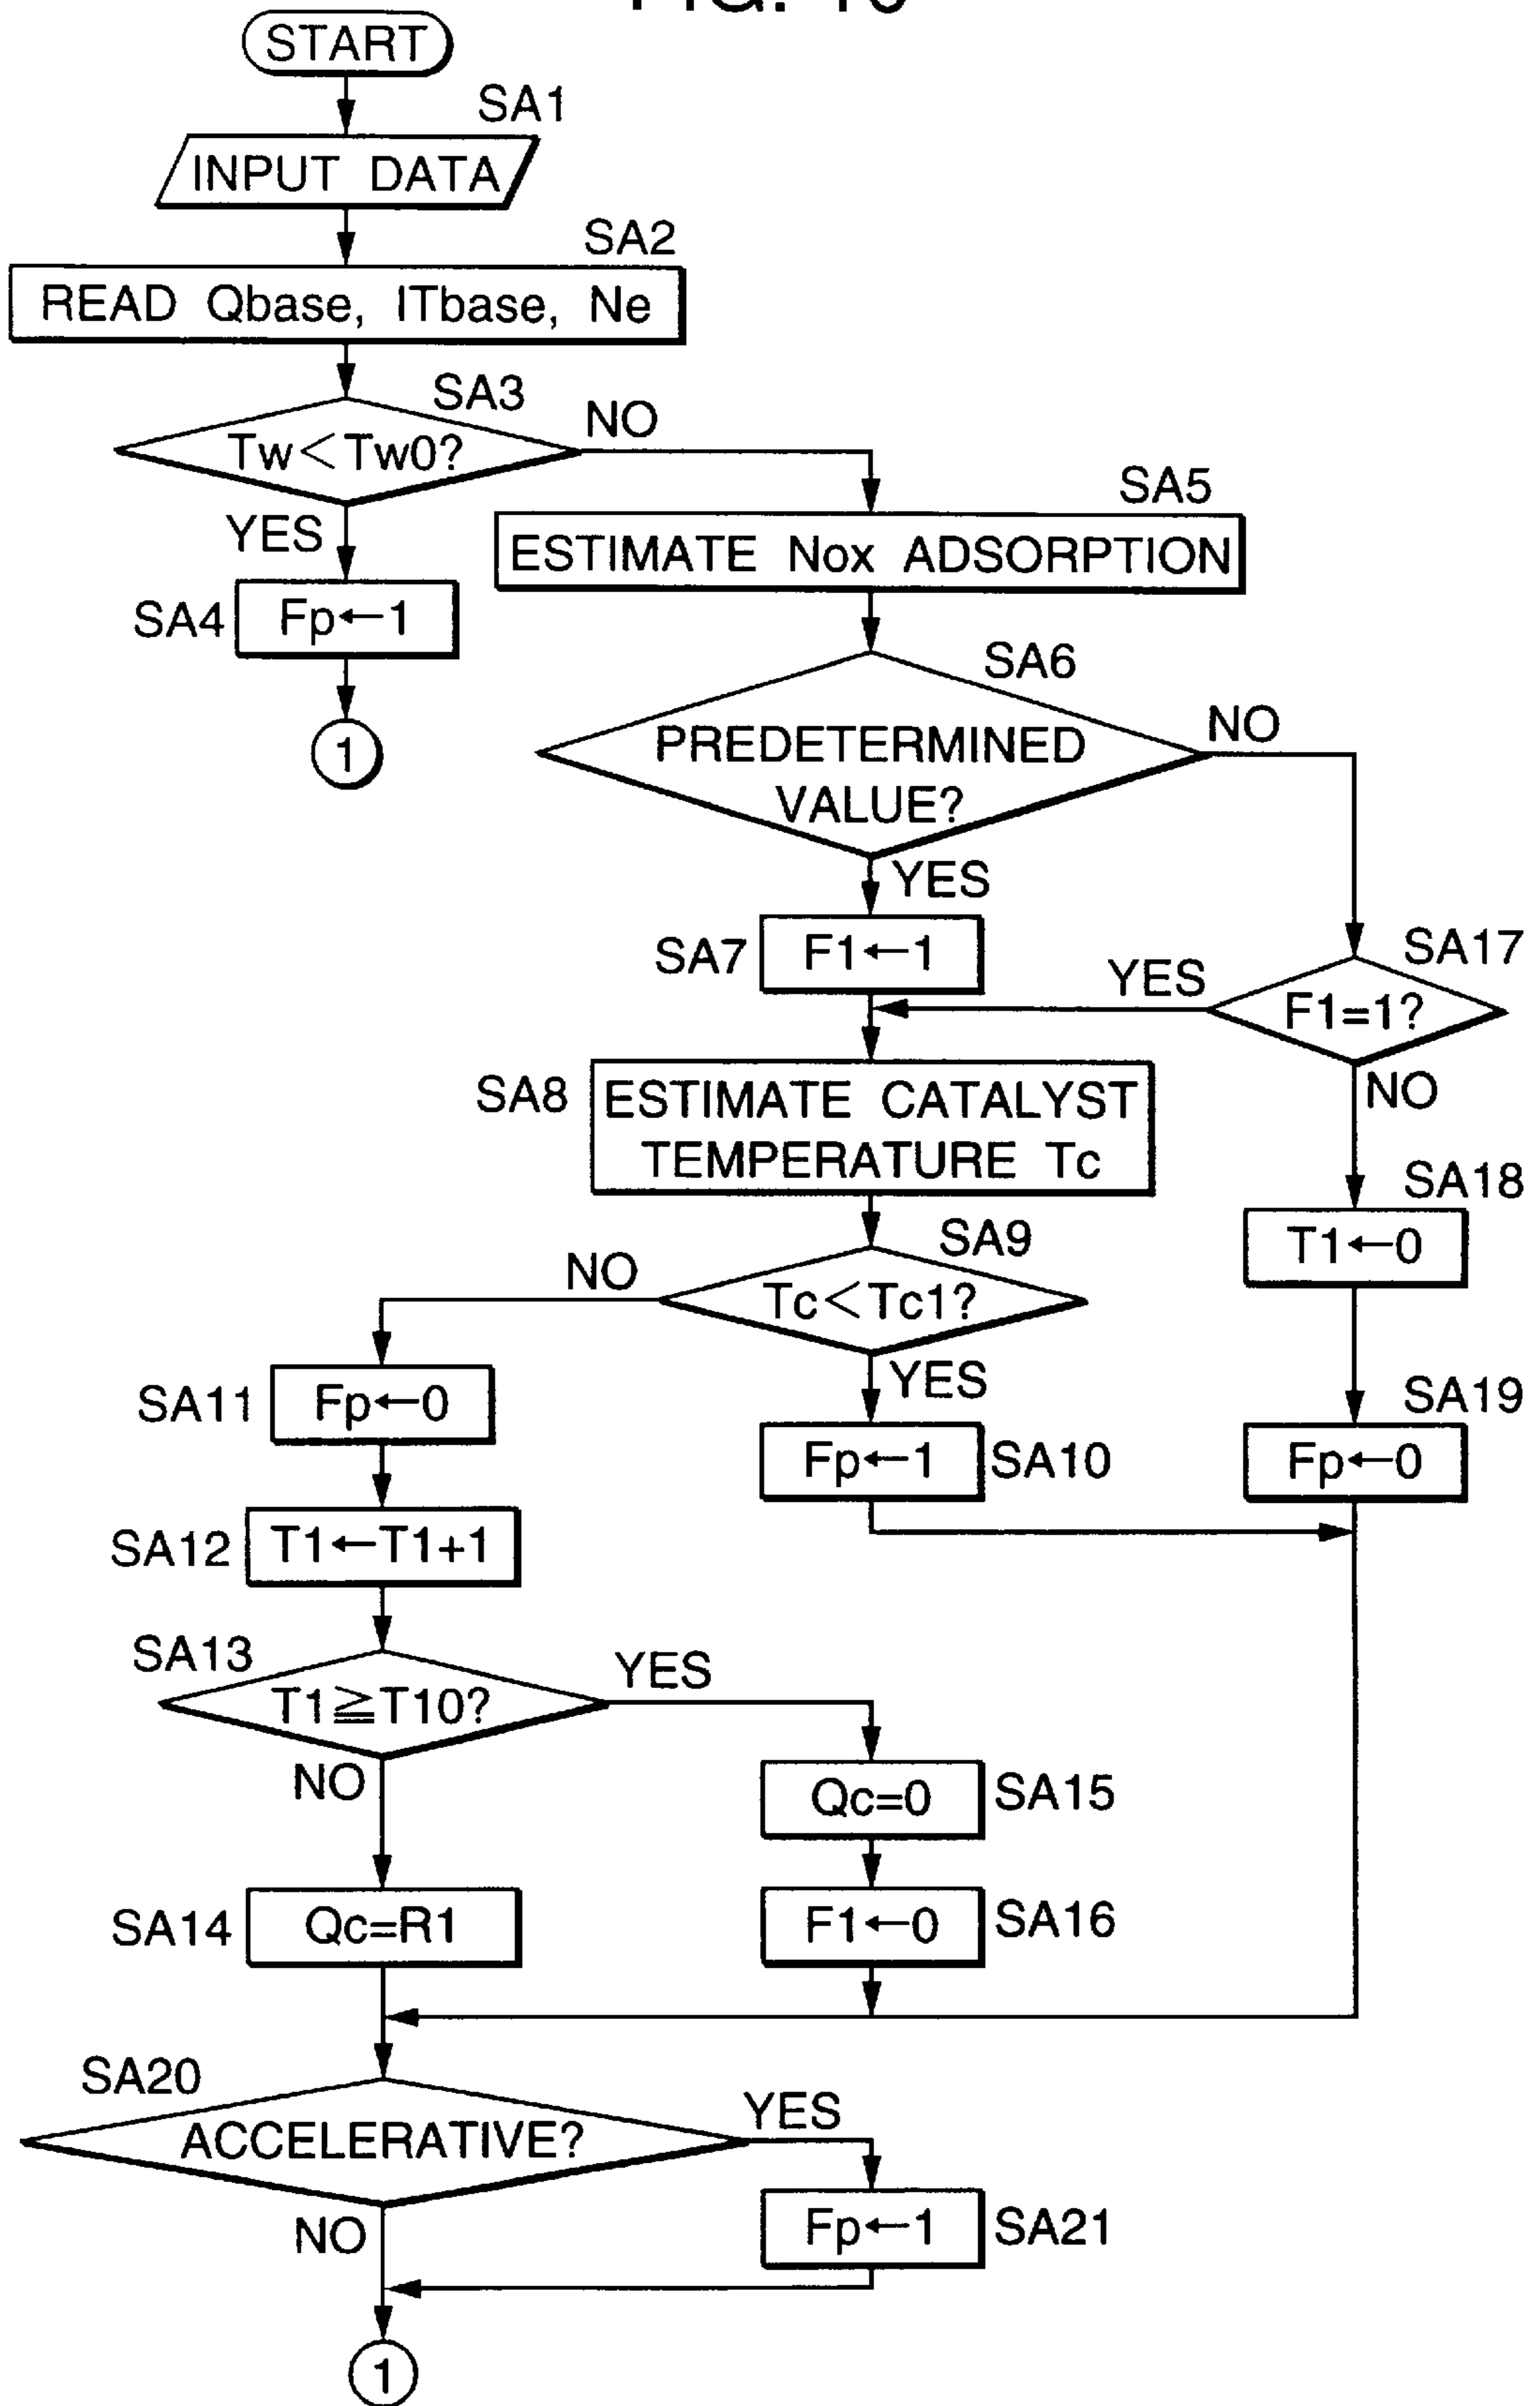 START
SA1
INPUT DATA
SA2
READ Qbase, ITbase, Ne
SA3
Tw<Tw0?
NO
YES
SA4
Fp←1
1
SA5
ESTIMATE Nox ADSORPTION
SA6
PREDETERMINED
VALUE?
NO
YES
SA7
F1←1
SA17
F1=1?
YES
NO
SA8
ESTIMATE CATALYST
TEMPERATURE Tc
SA18
T1←0
SA9
Tc<Tc1?
NO
YES
SA11
Fp←0
Fp←1
SA10
SA19
Fp←0
SA12
T1←T1+1
SA13
T1≧T10?
YES
NO
Qc=0
SA15
SA14
Qc=R1
F1←0
SA16
SA20
ACCELERATIVE?
YES
NO
Fp←1
SA21
1